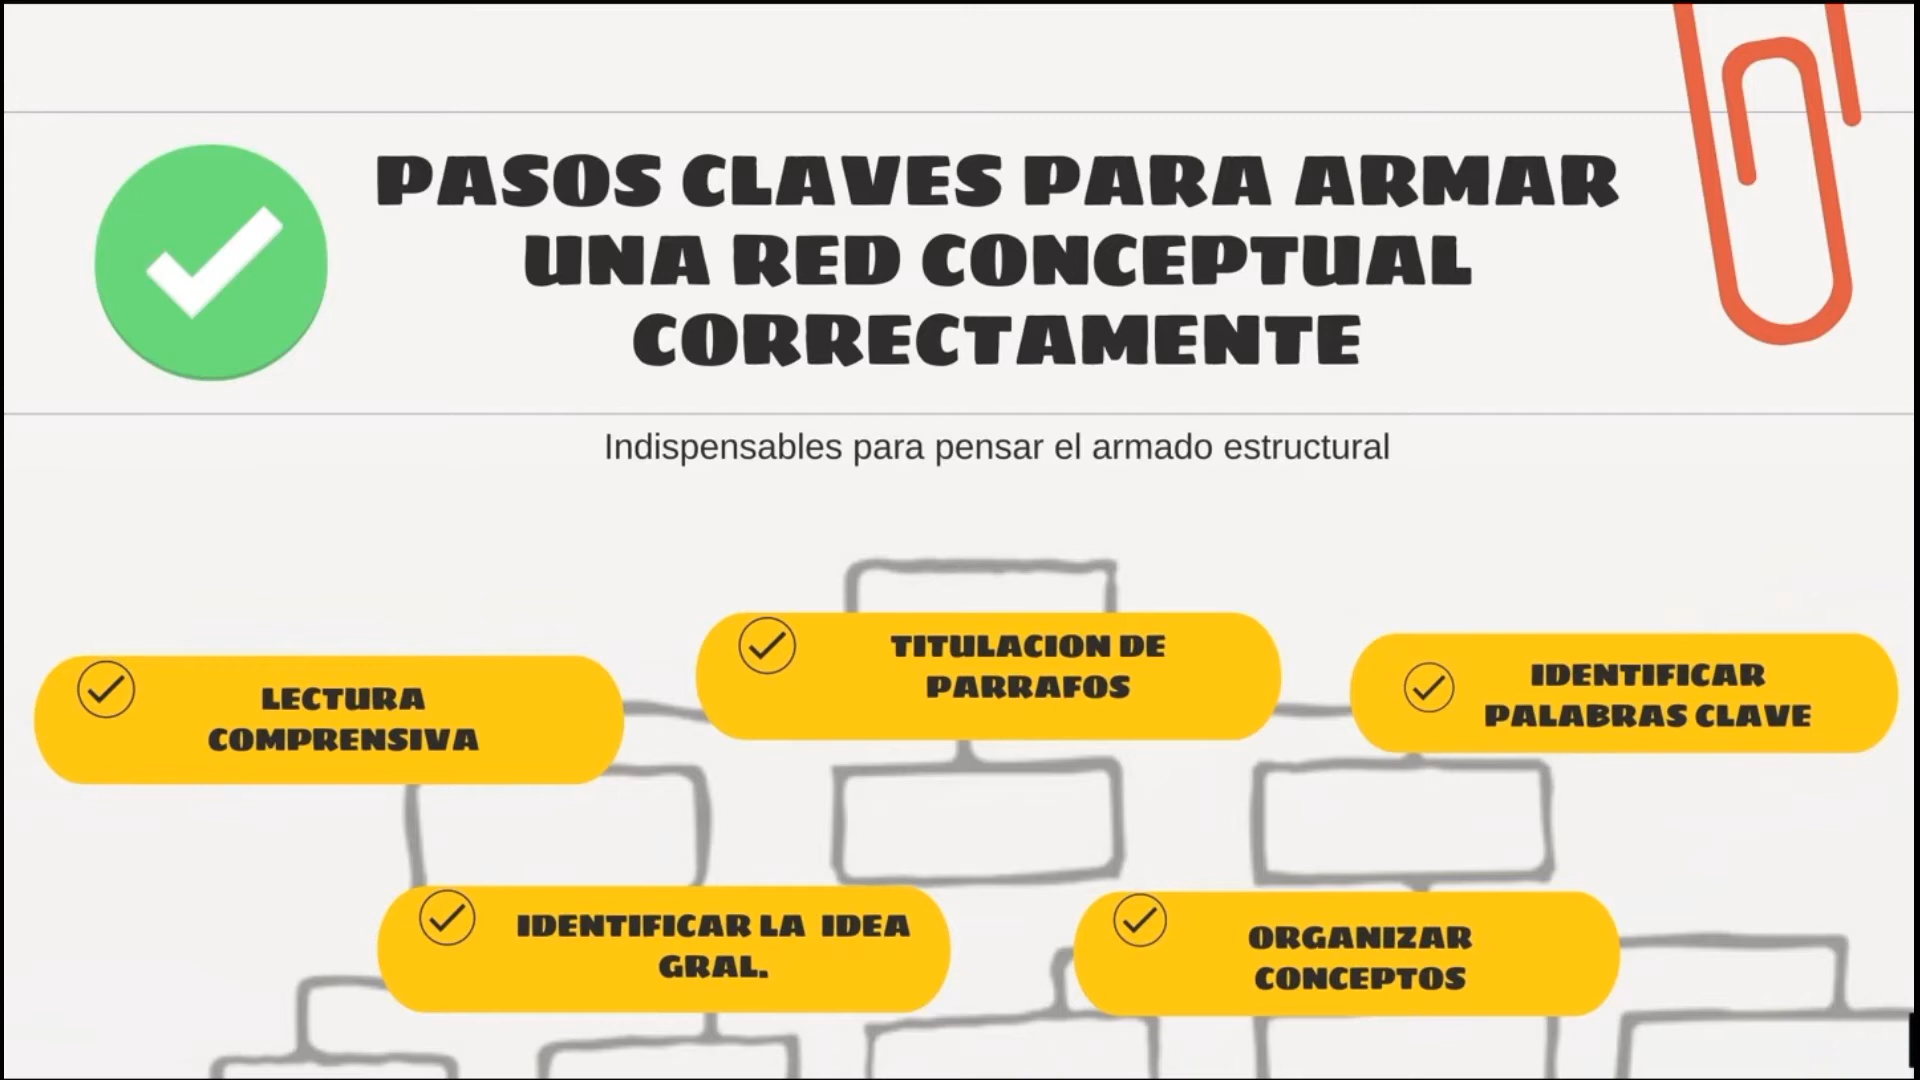 PASOS CLAVES PARA ARMAR
UNA RED CONCEPTUAL
CORRECTAMENTE
Indispensables para pensar el armado estructural
LECTURA
COMPRENSIVA
TITULACION DE
PARRAFOS
IDENTIFICAR
PALABRAS CLAVE
IDENTIFICAR LA IDEA
GRAL.
ORGANIZAR
CONCEPTOS